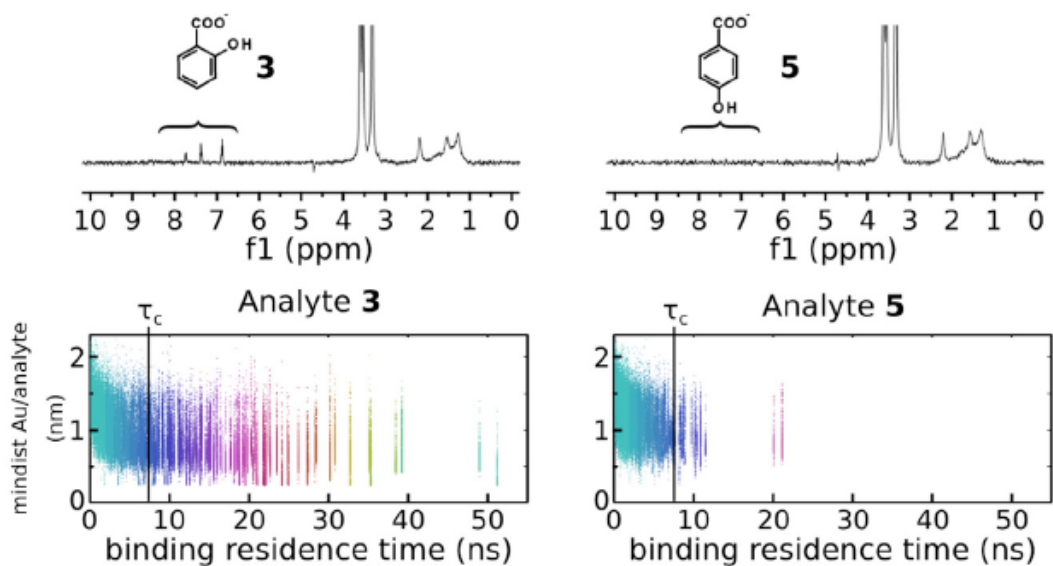 COO⁻
OH
3
10 9 8 7 6 5 4 3 2 1 0
f1 (ppm)
COO⁻
5
OH
10 9 8 7 6 5 4 3 2 1 0
f1 (ppm)
τc
Analyte 3
mindist Au/analyte
(nm)
2
1
0
0 10 20 30 40 50
binding residence time (ns)
τc
Analyte 5
2
1
0
0 10 20 30 40 50
binding residence time (ns)